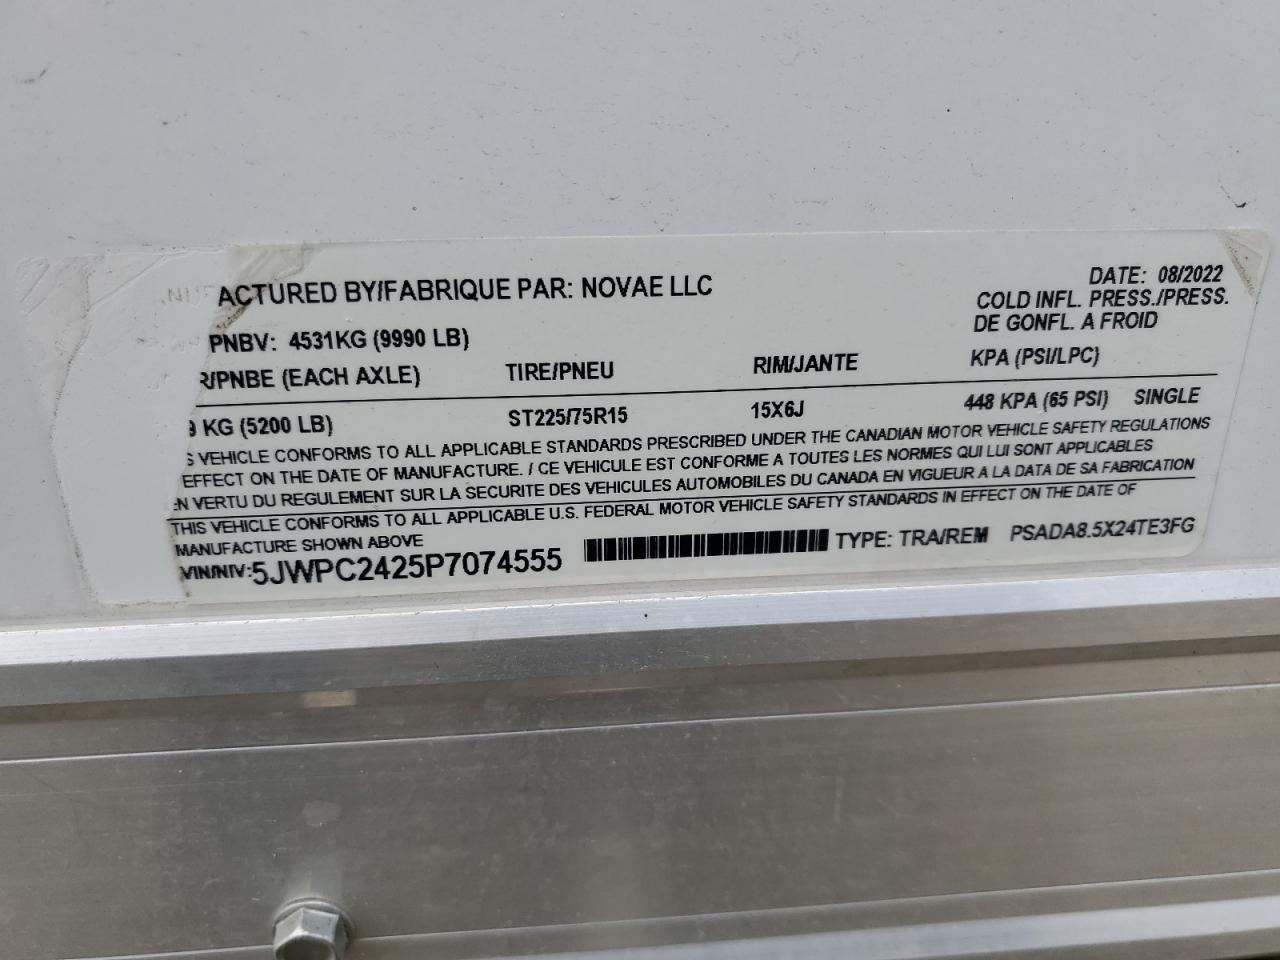 ACTURED BY/FABRIQUE PAR: NOVAE LLC
DATE: 08/2022
PNBV: 4531KG (9990 LB)
COLD INFL. PRESS./PRESS.
DE GONFL. A FROID
R/PNBE (EACH AXLE) TIRE/PNEU RIM/JANTE KPA (PSI/LPC)
9 KG (5200 LB) ST225/75R15 15X6J 448 KPA (65 PSI) SINGLE
S VEHICLE CONFORMS TO ALL APPLICABLE STANDARDS PRESCRIBED UNDER THE CANADIAN MOTOR VEHICLE SAFETY REGULATIONS
EFFECT ON THE DATE OF MANUFACTURE. / CE VEHICULE EST CONFORME A TOUTES LES NORMES QUI LUI SONT APPLICABLES
EN VERTU DU REGULEMENT SUR LA SECURITE DES VEHICULES AUTOMOBILES DU CANADA EN VIGUEUR A LA DATA DE SA FABRICATION
THIS VEHICLE CONFORMS TO ALL APPLICABLE U.S. FEDERAL MOTOR VEHICLE SAFETY STANDARDS IN EFFECT ON THE DATE OF
MANUFACTURE SHOWN ABOVE
VIN/NIV: 5JWPC2425P7074555 TYPE: TRA/REM PSADA8.5X24TE3FG